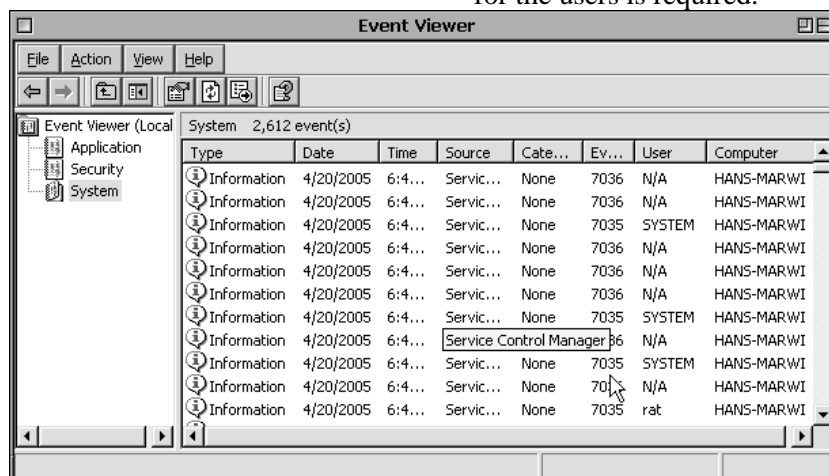 for the users is required.
Event Viewer
File Action View Help
Event Viewer (Local
Application
Security
System
System 2,612 event(s)
Type Date Time Source Cate... Ev... User Computer
Information 4/20/2005 6:4... Servic... None 7036 N/A HANS-MARWI
Information 4/20/2005 6:4... Servic... None 7036 N/A HANS-MARWI
Information 4/20/2005 6:4... Servic... None 7035 SYSTEM HANS-MARWI
Information 4/20/2005 6:4... Servic... None 7036 N/A HANS-MARWI
Information 4/20/2005 6:4... Servic... None 7036 N/A HANS-MARWI
Information 4/20/2005 6:4... Servic... None 7035 SYSTEM HANS-MARWI
Information 4/20/2005 6:4... Service Control Manager 36 N/A HANS-MARWI
Information 4/20/2005 6:4... Servic... None 7035 SYSTEM HANS-MARWI
Information 4/20/2005 6:4... Servic... None N/A HANS-MARWI
Information 4/20/2005 6:4... Servic... None 7035 rat HANS-MARWI